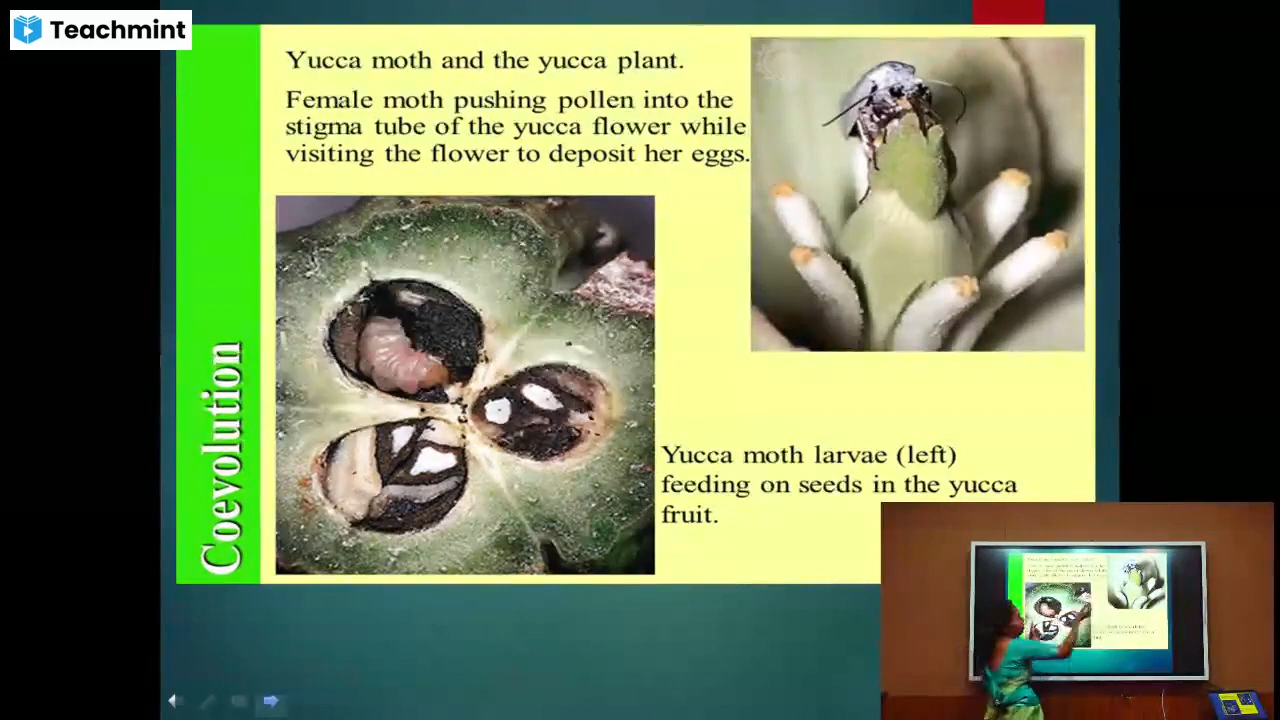 Teachmint
Yucca moth and the yucca plant.
Female moth pushing pollen into the
stigma tube of the yucca flower while
visiting the flower to deposit her eggs.
Coevolution
Yucca moth larvae (left)
feeding on seeds in the yucca
fruit.